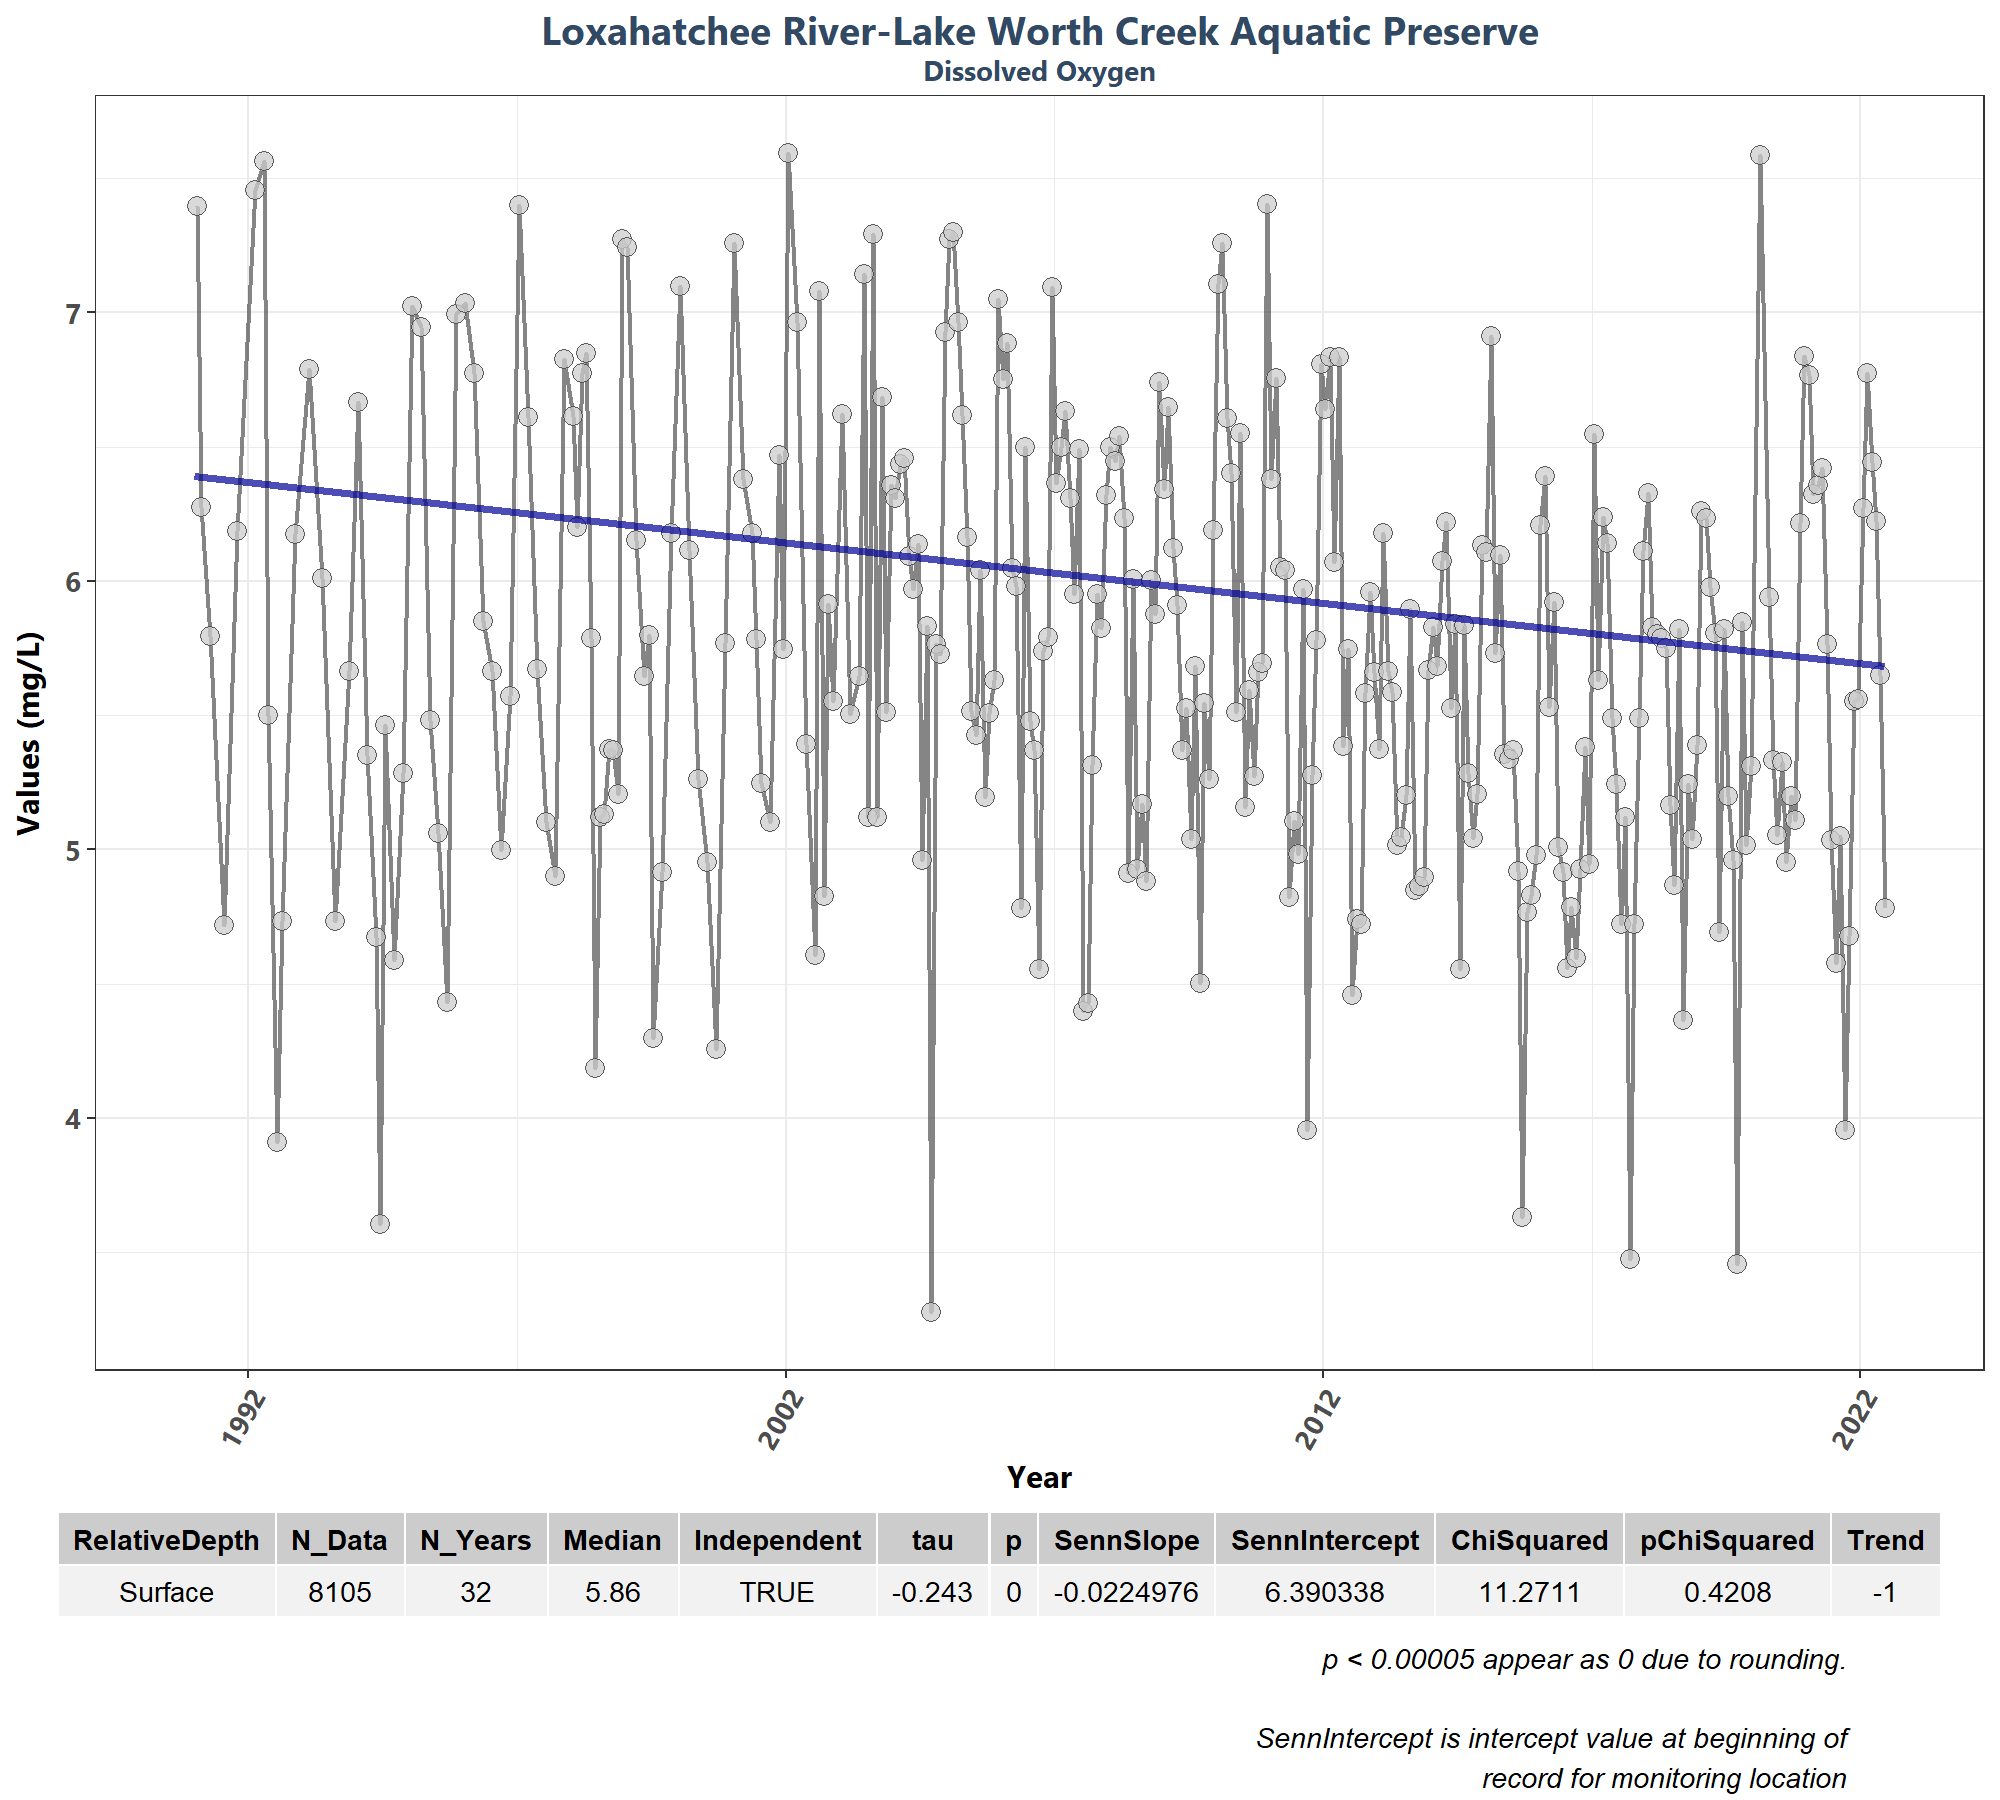 Loxahatchee River-Lake Worth Creek Aquatic Preserve
Dissolved Oxygen
Values (mg/L)
7
6
5
4
1992
2002
2012
2022
Year
RelativeDepth N_Data N_Years Median Independent tau p SennSlope SennIntercept ChiSquared pChiSquared Trend
Surface 8105 32 5.86 TRUE -0.243 0 -0.0224976 6.390338 11.2711 0.4208 -1
p < 0.00005 appear as 0 due to rounding.
SennIntercept is intercept value at beginning of
record for monitoring location